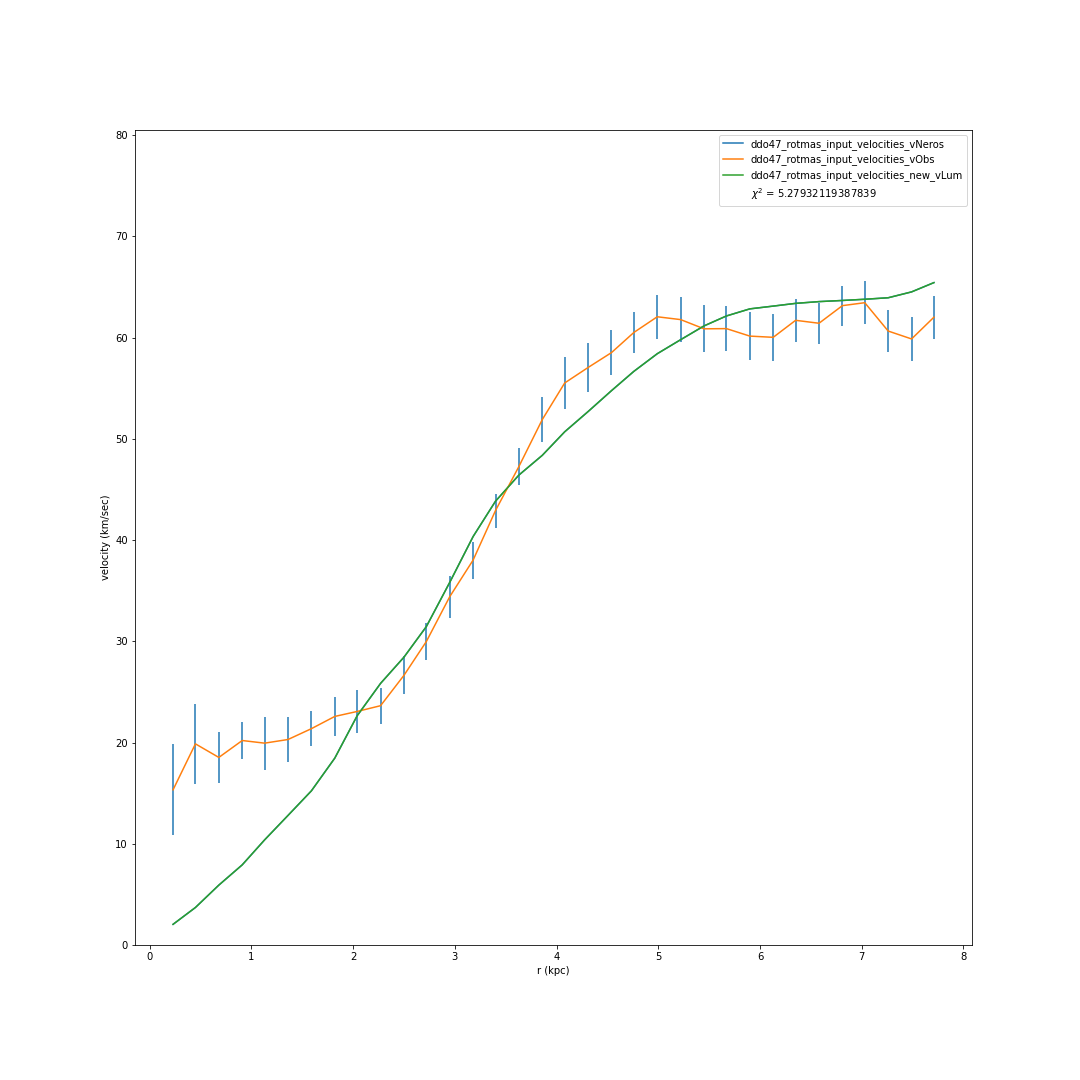 80
70
60
50
40
30
20
10
0
velocity (km/sec)
ddo47_rotmas_input_velocities_vNeros
ddo47_rotmas_input_velocities_vObs
ddo47_rotmas_input_velocities_new_vLum
χ² = 5.27932119387839
0 1 2 3 4 5 6 7 8
r (kpc)